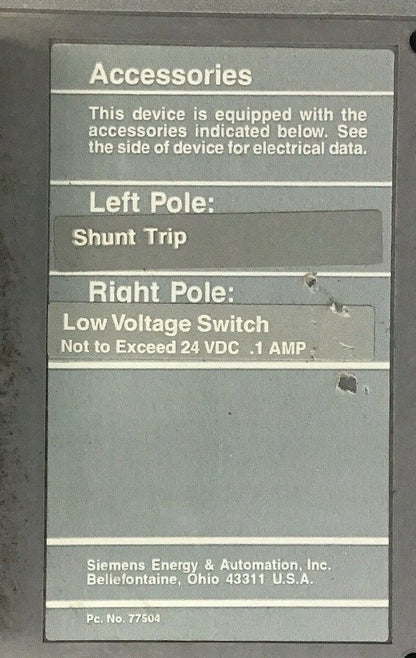 Accessories
This device is equipped with the
accessories indicated below. See
the side of device for electrical data.
Left Pole:
Shunt Trip
Right Pole:
Low Voltage Switch
Not to Exceed 24 VDC .1 AMP
Siemens Energy & Automation, Inc.
Bellefontaine, Ohio 43311 U.S.A.
Pc. No. 77504